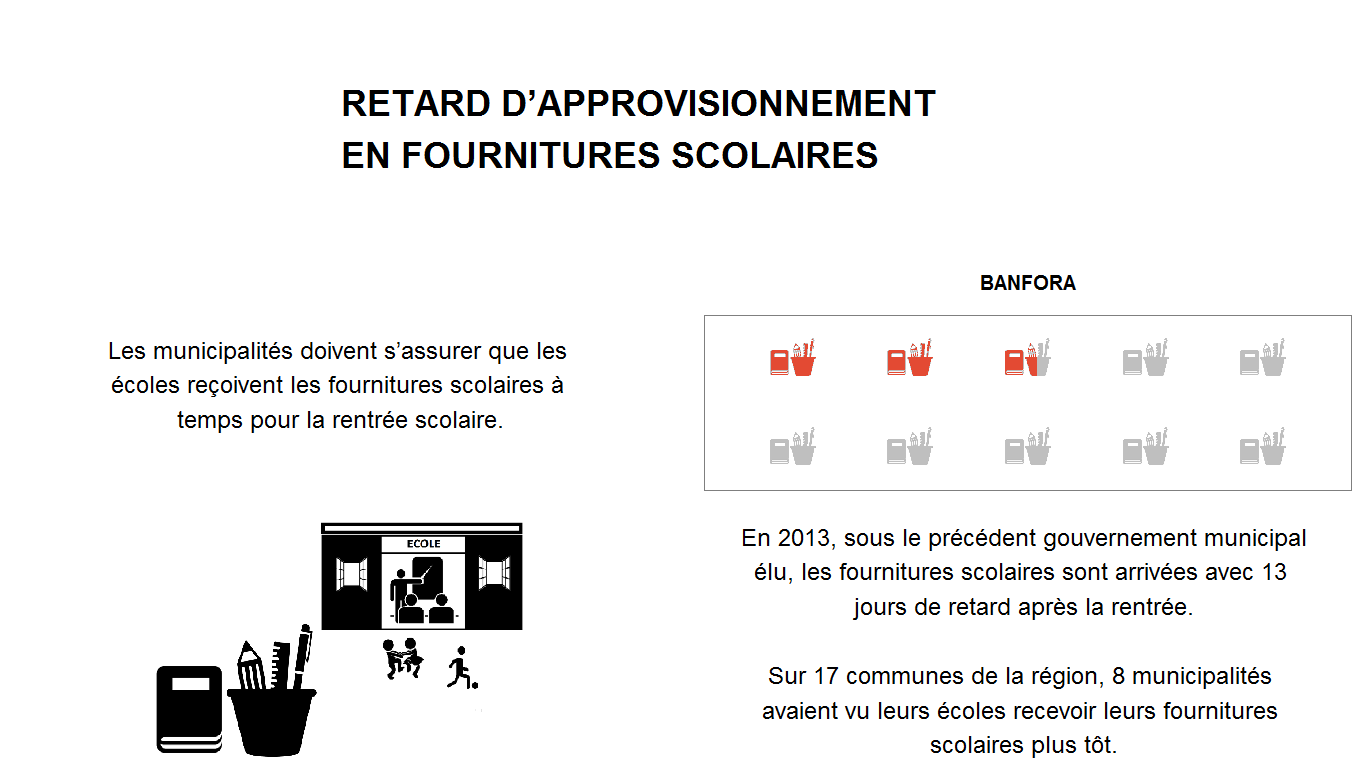 RETARD D’APPROVISIONNEMENT
EN FOURNITURES SCOLAIRES
Les municipalités doivent s’assurer que les
écoles reçoivent les fournitures scolaires à
temps pour la rentrée scolaire.
ECOLE
BANFORA
En 2013, sous le précédent gouvernement municipal
élu, les fournitures scolaires sont arrivées avec 13
jours de retard après la rentrée.
Sur 17 communes de la région, 8 municipalités
avaient vu leurs écoles recevoir leurs fournitures
scolaires plus tôt.